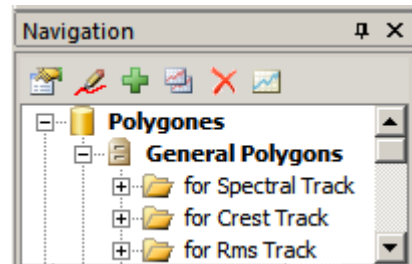 Navigation
Polygones
General Polygons
for Spectral Track
for Crest Track
for Rms Track